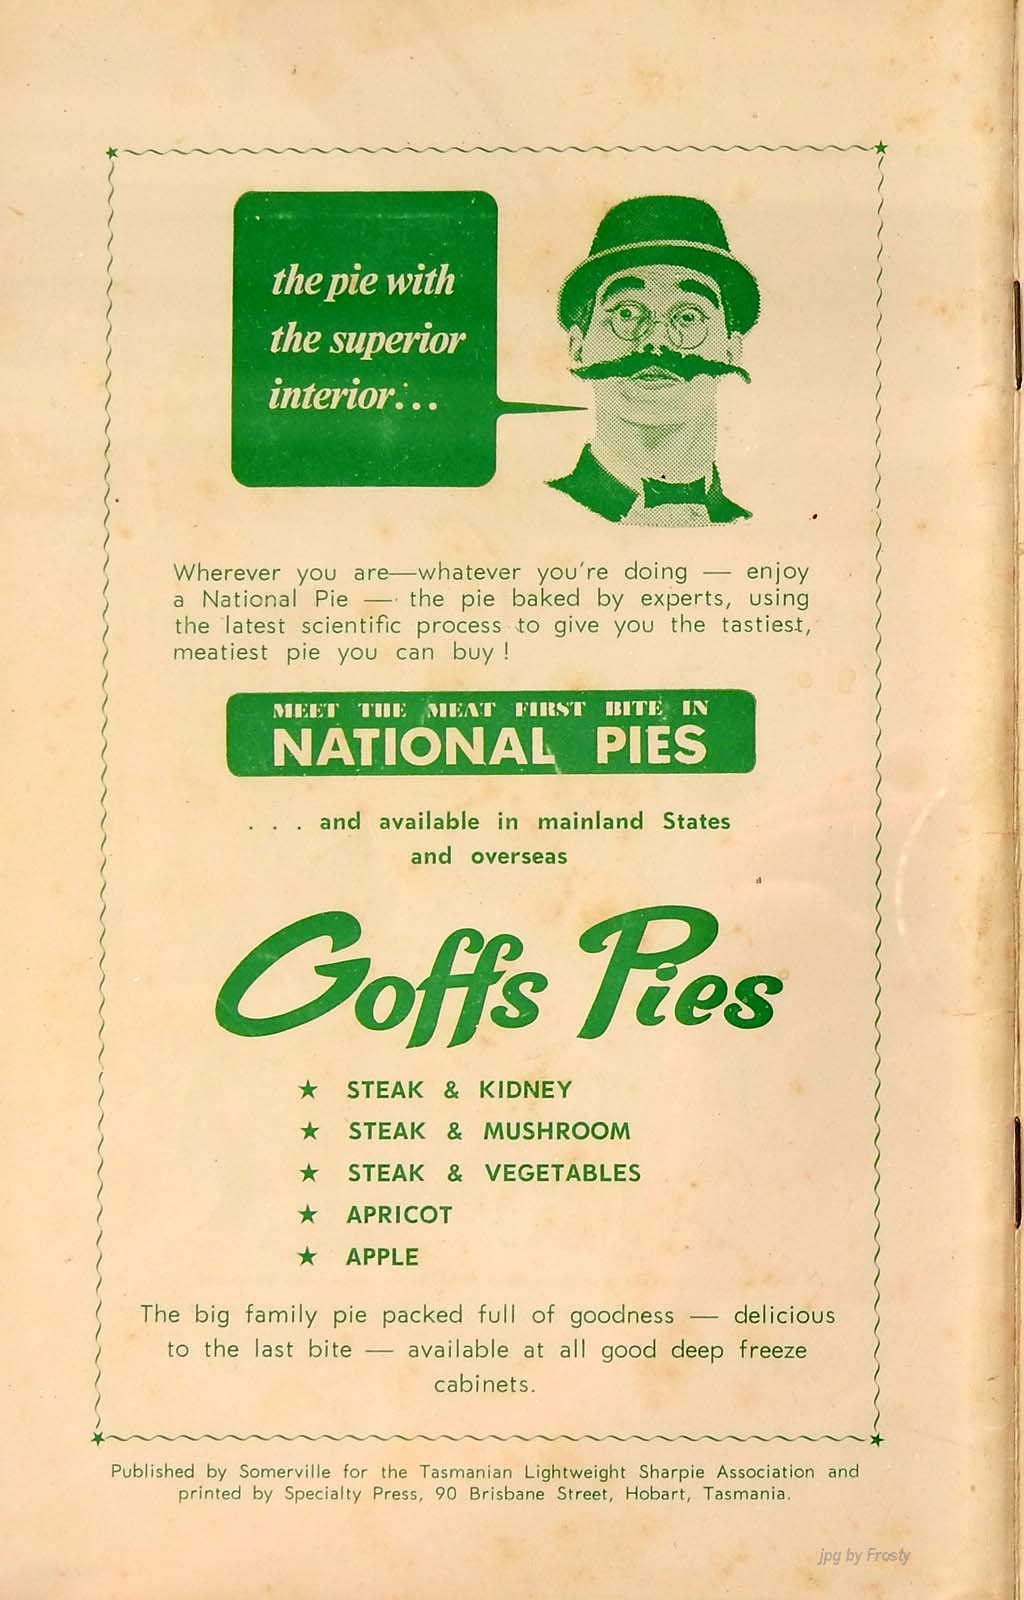 the pie with
the superior
interior...
Wherever you are—whatever you're doing — enjoy
a National Pie — the pie baked by experts, using
the latest scientific process to give you the tastiest,
meatiest pie you can buy !
MEET THE MEAT FIRST BITE IN
NATIONAL PIES
. . . and available in mainland States
and overseas
Goffs Pies
★ STEAK & KIDNEY
★ STEAK & MUSHROOM
★ STEAK & VEGETABLES
★ APRICOT
★ APPLE
The big family pie packed full of goodness — delicious
to the last bite — available at all good deep freeze
cabinets.
Published by Somerville for the Tasmanian Lightweight Sharpie Association and
printed by Specialty Press, 90 Brisbane Street, Hobart, Tasmania.
jpg by Frosty